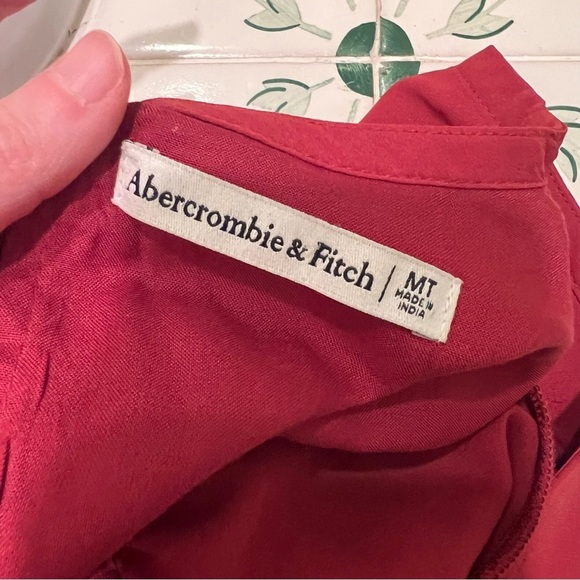 Abercrombie & Fitch | MT
MADE IN
INDIA